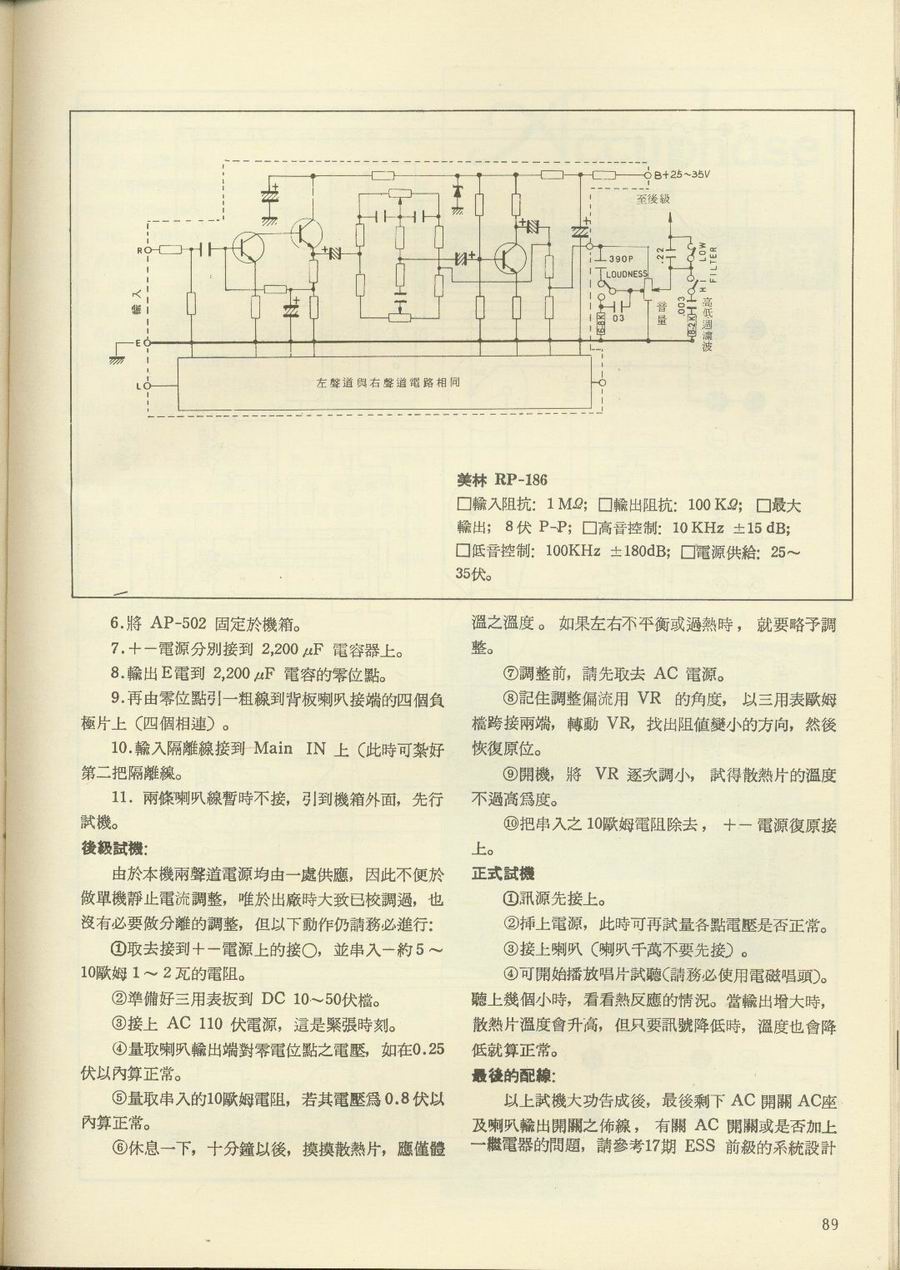 B+25~35V
至後級
R
390P
LOUDNESS
.22
LOW
HI
FILTER
輸入
03
音量
.003
6.8K
8.2K
高低週濾波
E
L
左聲道與右聲道電路相同
美林 RP-186
□輸入阻抗: 1 MΩ; □輸出阻抗: 100 KΩ; □最大
輸出; 8伏 P-P; □高音控制: 10 KHz ±15 dB;
□低音控制: 100KHz ±180dB; □電源供給: 25～
35伏。
6.將 AP-502 固定於機箱。
7.＋－電源分別接到 2,200 μF 電容器上。
8.輸出E電到 2,200 μF 電容的零位點。
9.再由零位點引一粗線到背板喇叭接端的四個負
極片上（四個相連）。
10.輸入隔離線接到 Main IN 上（此時可紮好
第二把隔離線。
11. 兩條喇叭線暫時不接，引到機箱外面，先行
試機。
後級試機:
由於本機兩聲道電源均由一處供應，因此不便於
做單機靜止電流調整，唯於出廠時大致已校調過，也
沒有必要做分離的調整，但以下動作仍請務必進行:
①取去接到＋－電源上的接○，並串入一約 5～
10歐姆 1～2 瓦的電阻。
②準備好三用表扳到 DC 10～50伏檔。
③接上 AC 110 伏電源，這是緊張時刻。
④量取喇叭輸出端對零電位點之電壓，如在0.25
伏以內算正常。
⑤量取串入的10歐姆電阻，若其電壓爲 0.8 伏以
內算正常。
⑥休息一下，十分鐘以後，摸摸散熱片，應僅體
溫之溫度。如果左右不平衡或過熱時，就要略予調
整。
⑦調整前，請先取去 AC 電源。
⑧記住調整偏流用 VR 的角度，以三用表歐姆
檔跨接兩端，轉動 VR，找出阻值變小的方向，然後
恢復原位。
⑨開機，將 VR 逐次調小，試得散熱片的溫度
不過高爲度。
⑩把串入之 10歐姆電阻除去，＋－ 電源復原接
上。
正式試機
①訊源先接上。
②挿上電源，此時可再試量各點電壓是否正常。
③接上喇叭（喇叭千萬不要先接）。
④可開始播放唱片試聽(請務必使用電磁唱頭)。
聽上幾個小時，看看熱反應的情況。當輸出增大時，
散熱片溫度會升高，但只要訊號降低時，溫度也會降
低就算正常。
最後的配線:
以上試機大功告成後，最後剩下 AC 開關 AC座
及喇叭輸出開關之佈線，有關 AC 開關或是否加上
一繼電器的問題，請參考17期 ESS 前級的系統設計
89